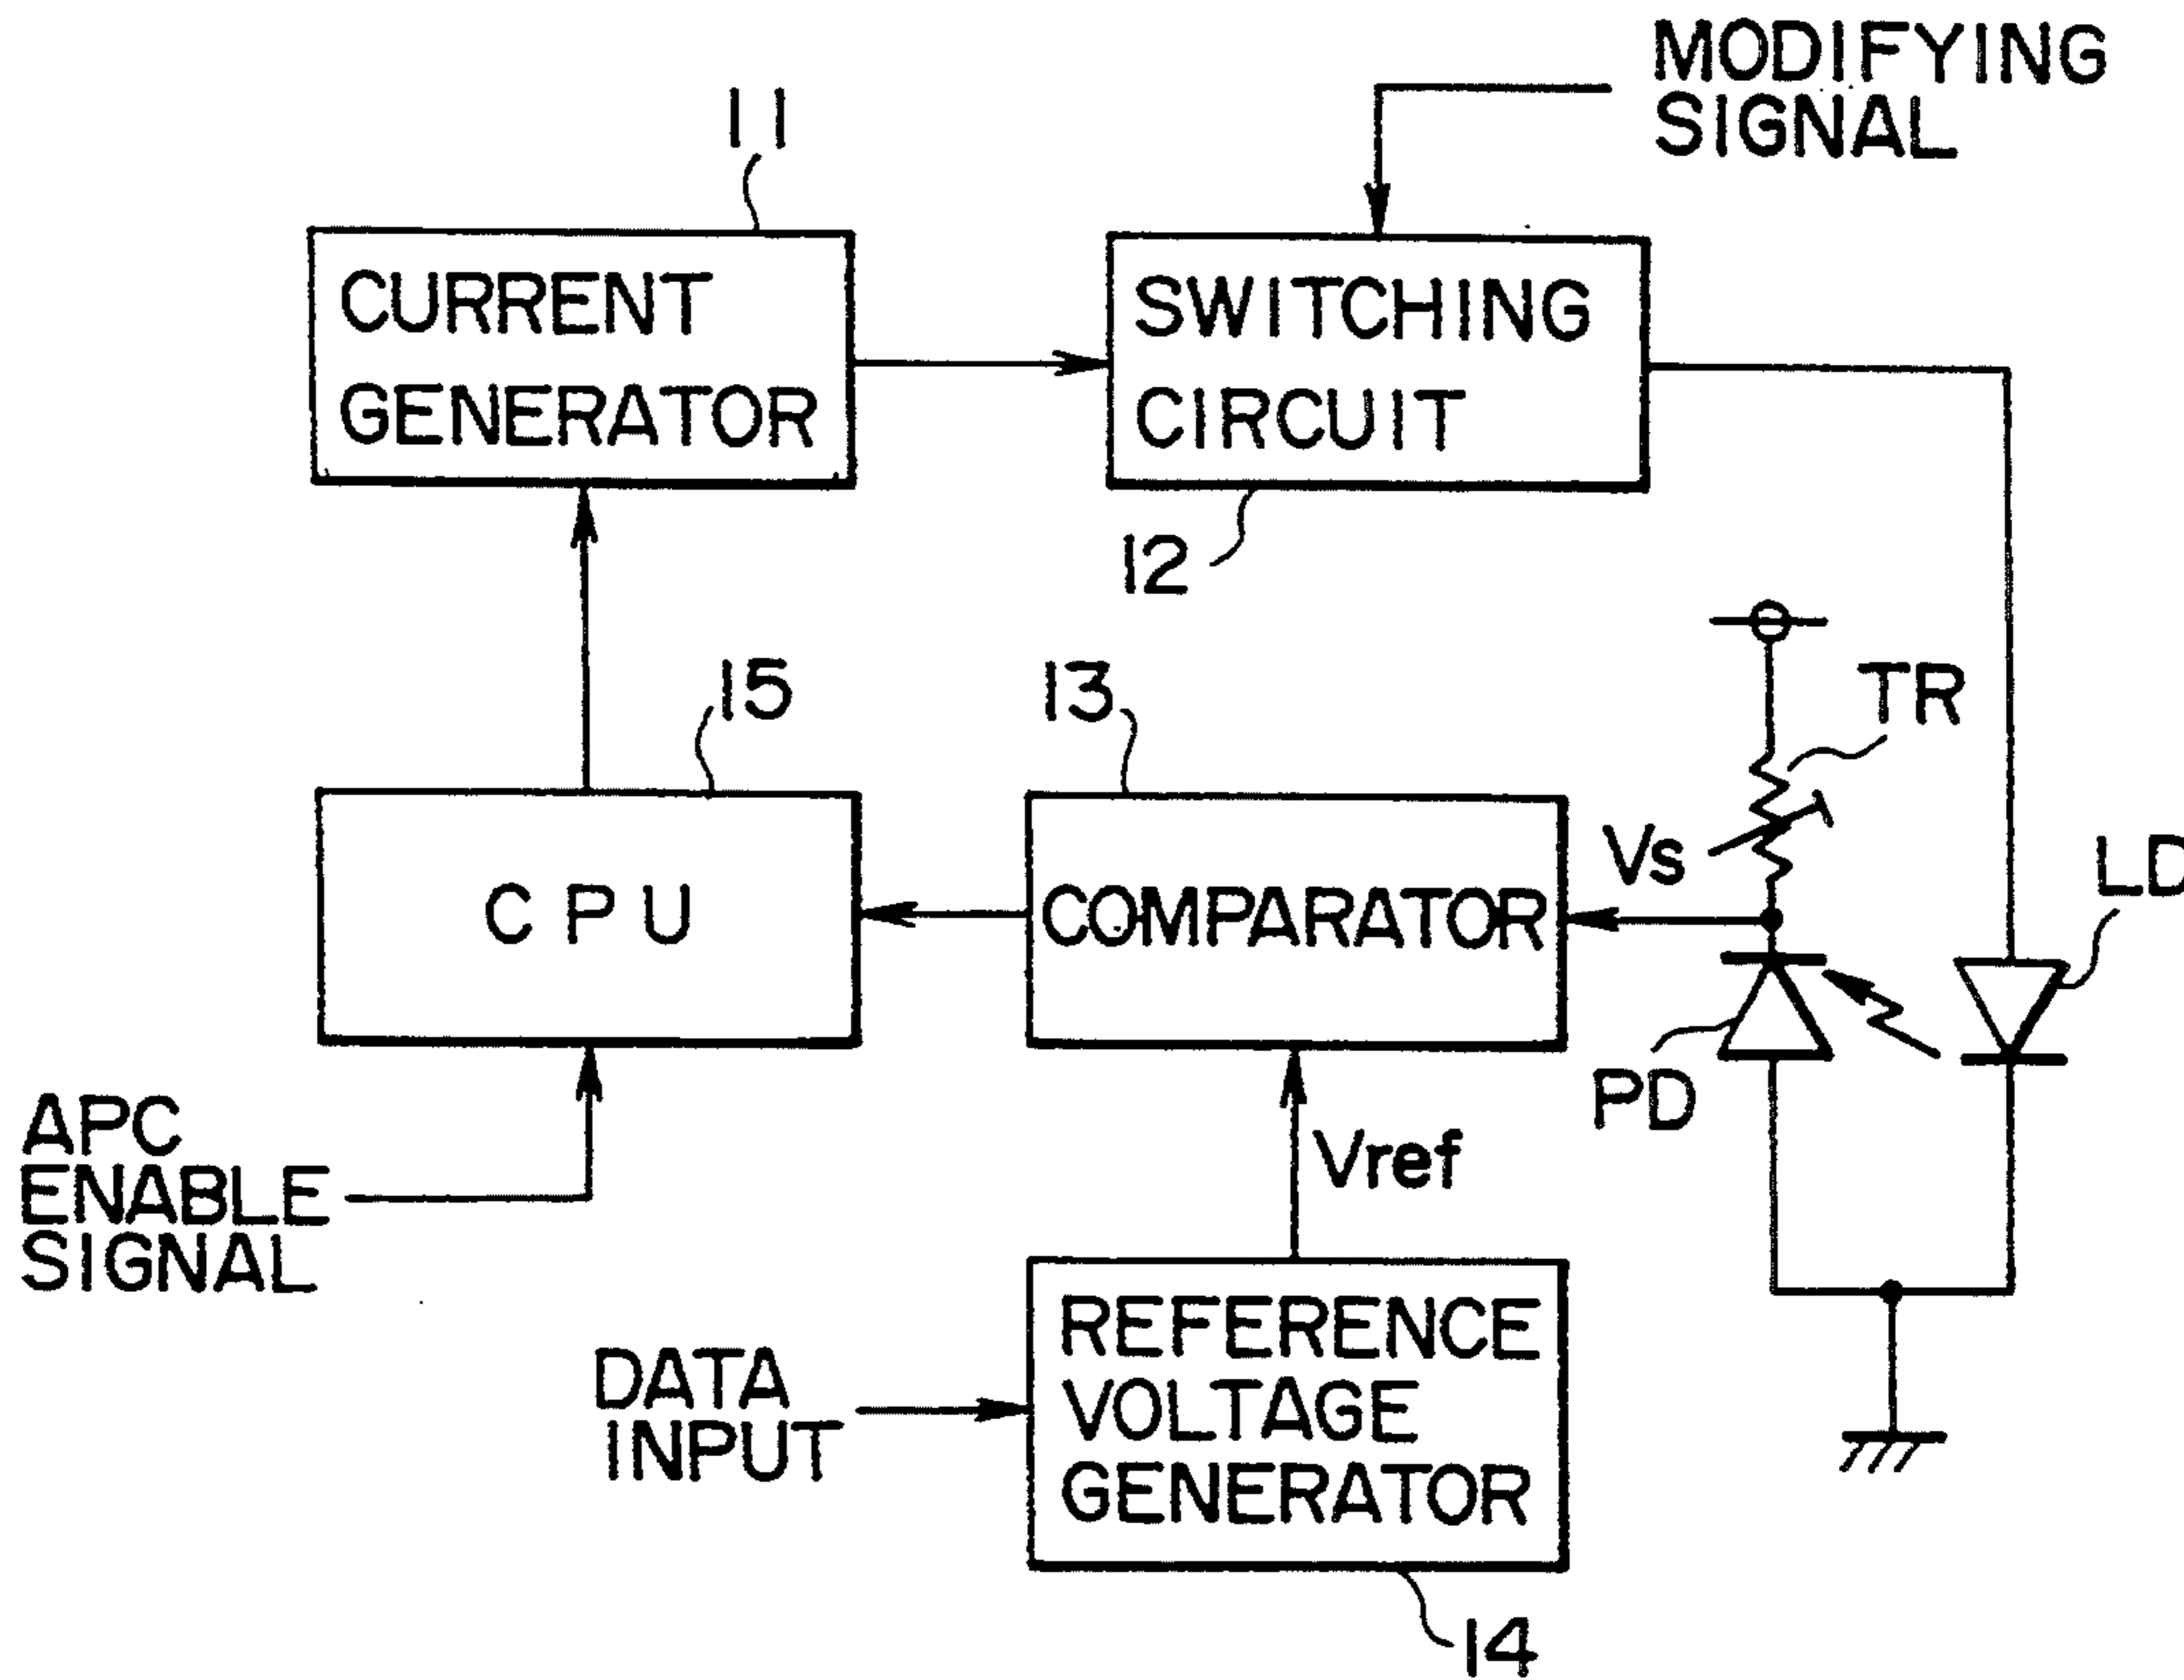 MODIFYING
SIGNAL
11
CURRENT
GENERATOR
SWITCHING
CIRCUIT
12
15
13
TR
CPU
COMPARATOR
Vs
LD
PD
APC
ENABLE
SIGNAL
Vref
DATA
INPUT
REFERENCE
VOLTAGE
GENERATOR
14